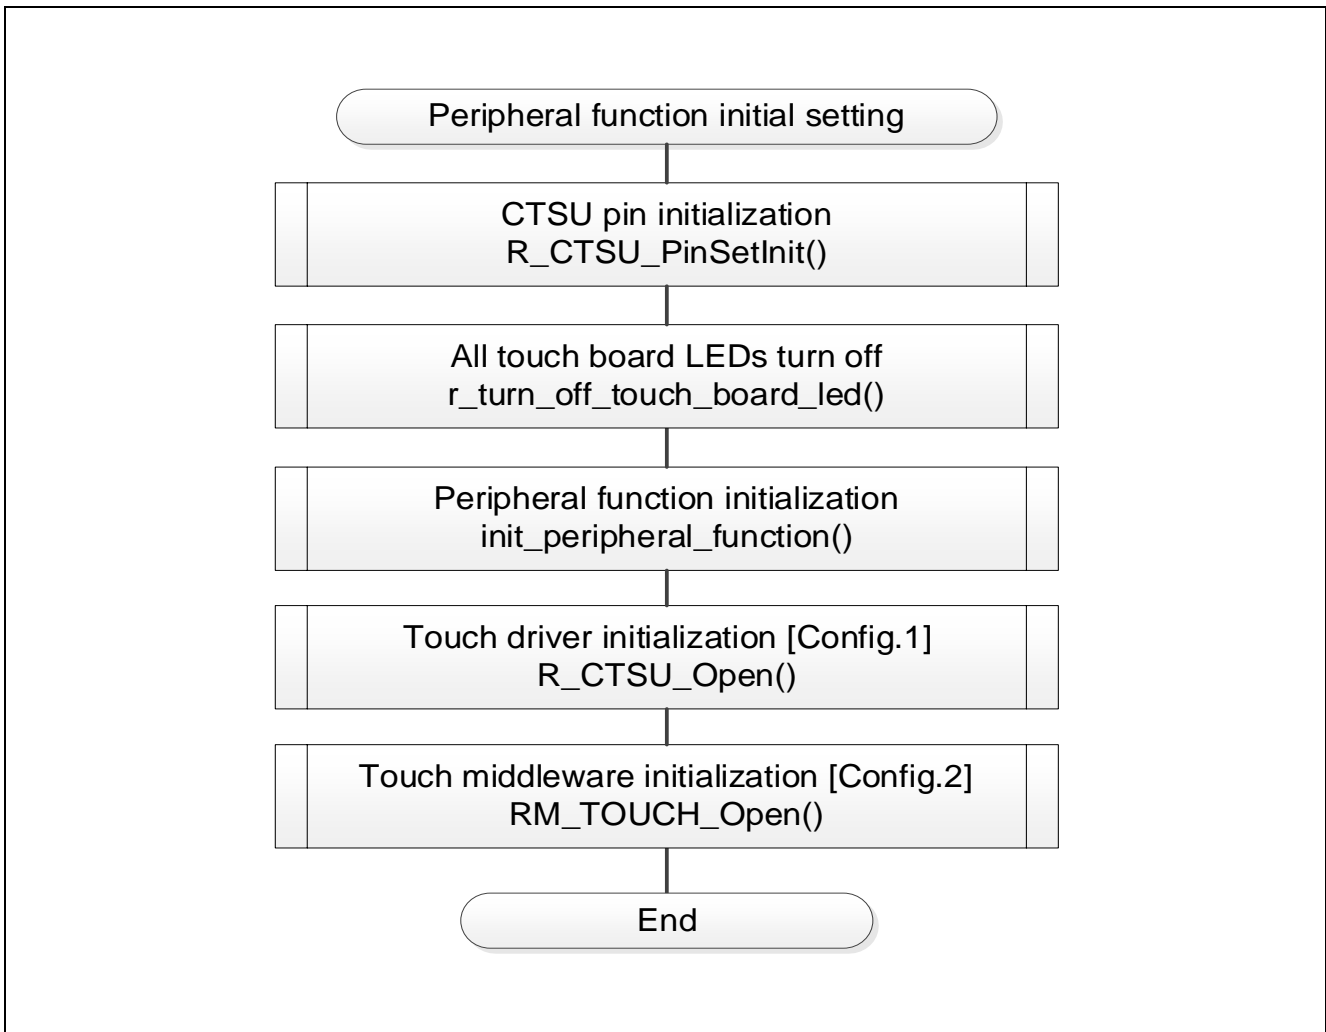 Peripheral function initial setting
CTSU pin initialization
R_CTSU_PinSetInit()
All touch board LEDs turn off
r_turn_off_touch_board_led()
Peripheral function initialization
init_peripheral_function()
Touch driver initialization [Config.1]
R_CTSU_Open()
Touch middleware initialization [Config.2]
RM_TOUCH_Open()
End